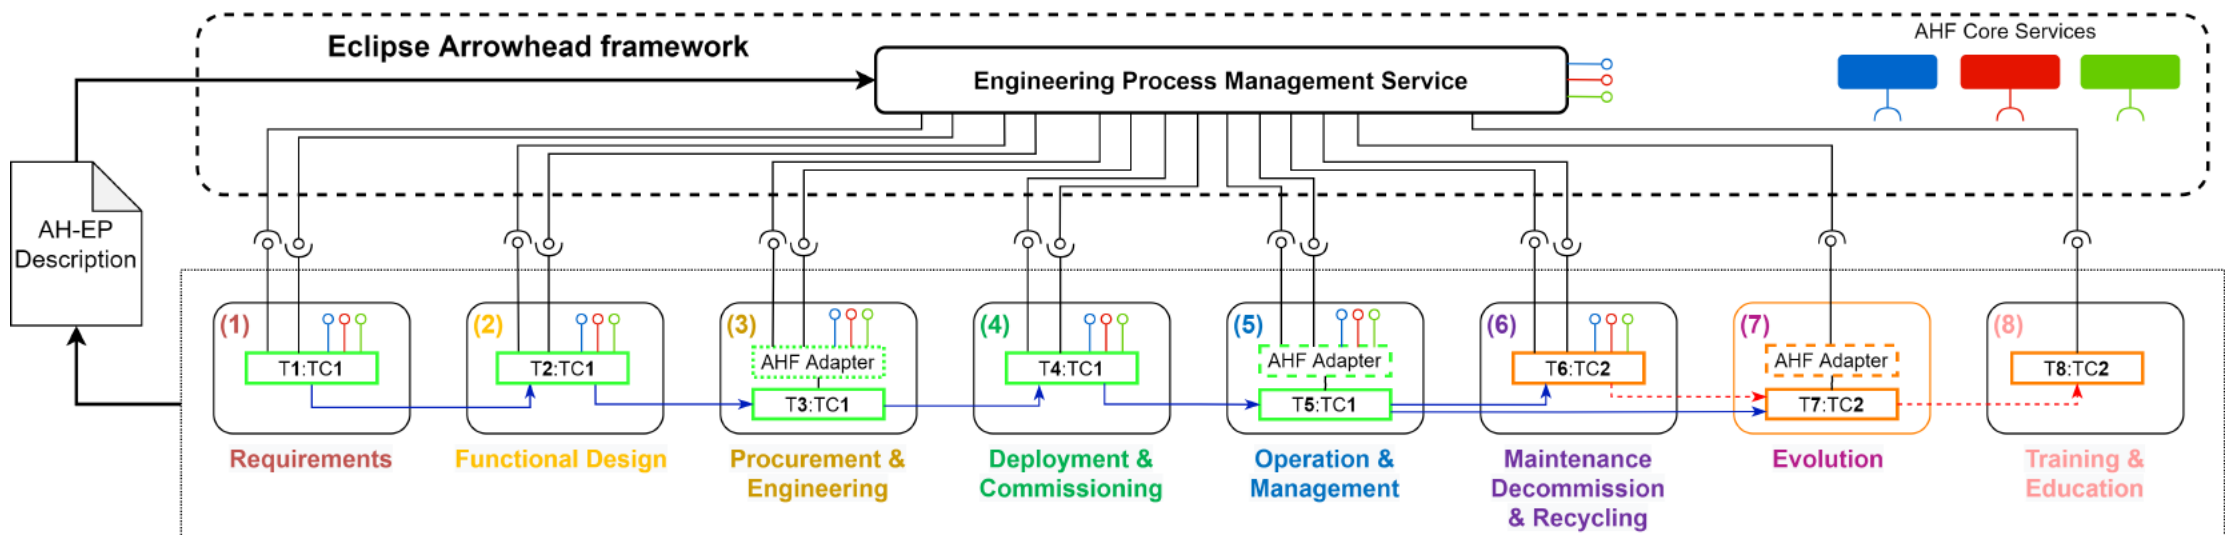 Eclipse Arrowhead framework
AHF Core Services
Engineering Process Management Service
AH-EP
Description
(1)
T1:TC1
Requirements
(2)
T2:TC1
Functional Design
(3)
AHF Adapter
T3:TC1
Procurement &
Engineering
(4)
T4:TC1
Deployment &
Commissioning
(5)
AHF Adapter
T5:TC1
Operation &
Management
(6)
T6:TC2
Maintenance
Decommission
& Recycling
(7)
AHF Adapter
T7:TC2
Evolution
(8)
T8:TC2
Training &
Education